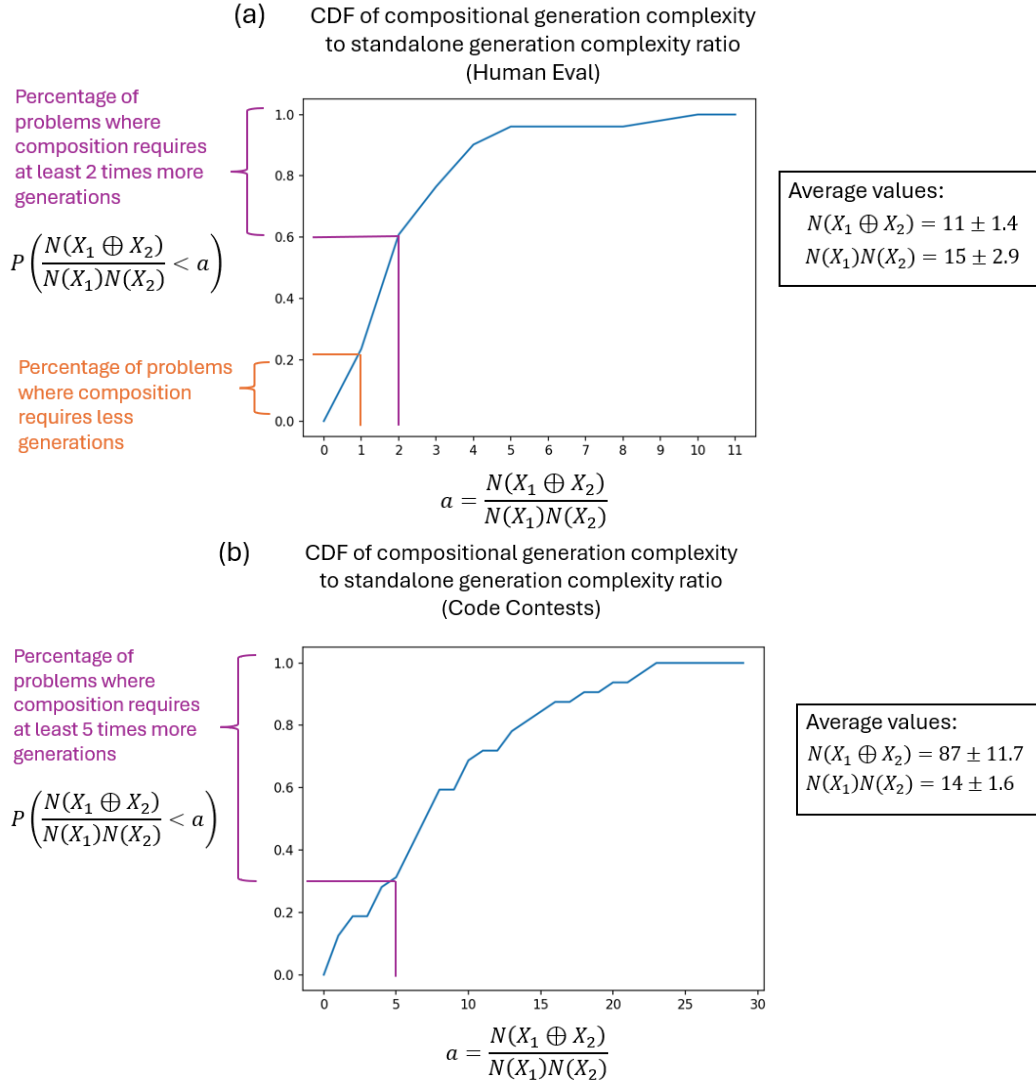 (a)
CDF of compositional generation complexity
to standalone generation complexity ratio
(Human Eval)
Percentage of
problems where
composition requires
at least 2 times more
generations
P(N(X₁ ⊕ X₂)/N(X₁)N(X₂) < a)
Percentage of problems
where composition
requires less
generations
1.0
0.8
0.6
0.4
0.2
0.0
0 1 2 3 4 5 6 7 8 9 10 11
a = N(X₁ ⊕ X₂)/N(X₁)N(X₂)
Average values:
N(X₁ ⊕ X₂) = 11 ± 1.4
N(X₁)N(X₂) = 15 ± 2.9
(b)
CDF of compositional generation complexity
to standalone generation complexity ratio
(Code Contests)
Percentage of
problems where
composition requires
at least 5 times more
generations
P(N(X₁ ⊕ X₂)/N(X₁)N(X₂) < a)
1.0
0.8
0.6
0.4
0.2
0.0
0 5 10 15 20 25 30
a = N(X₁ ⊕ X₂)/N(X₁)N(X₂)
Average values:
N(X₁ ⊕ X₂) = 87 ± 11.7
N(X₁)N(X₂) = 14 ± 1.6